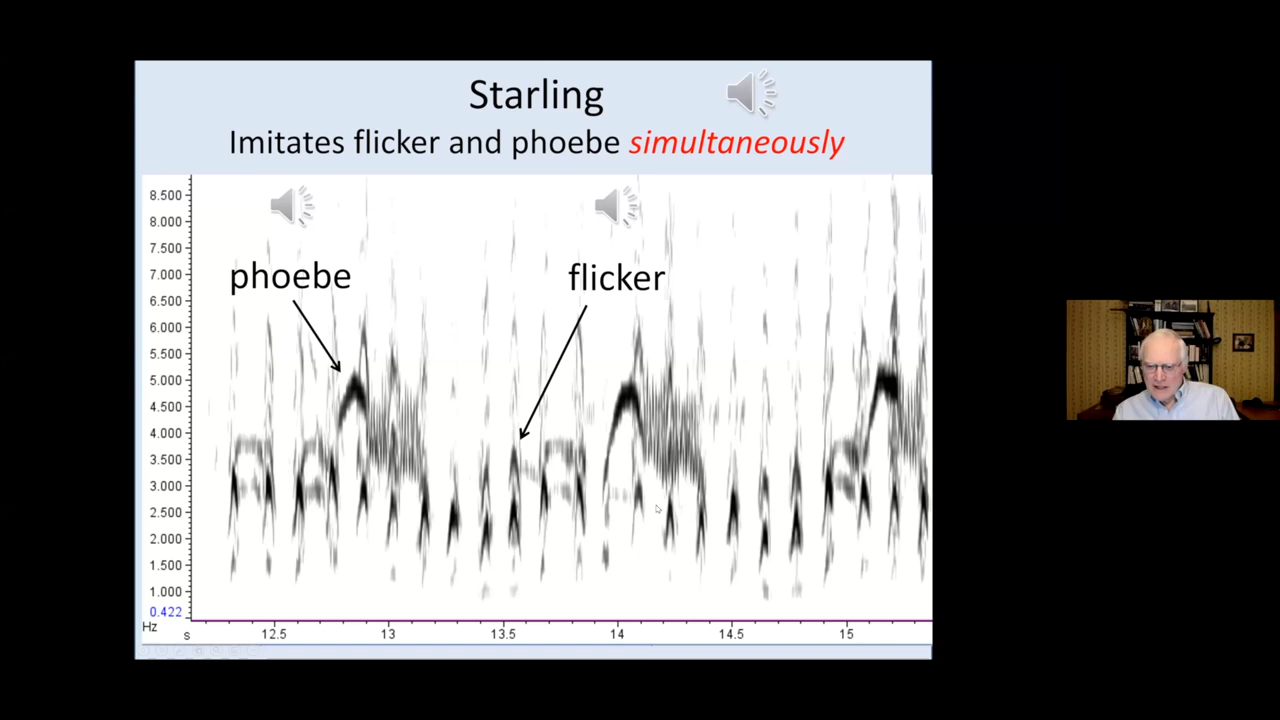 Starling
Imitates flicker and phoebe simultaneously
8.500
8.000
7.500
phoebe
flicker
7.000
6.500
6.000
5.500
5.000
4.500
4.000
3.500
3.000
2.500
2.000
1.500
1.000
0.422
Hz
s 12.5 13 13.5 14 14.5 15